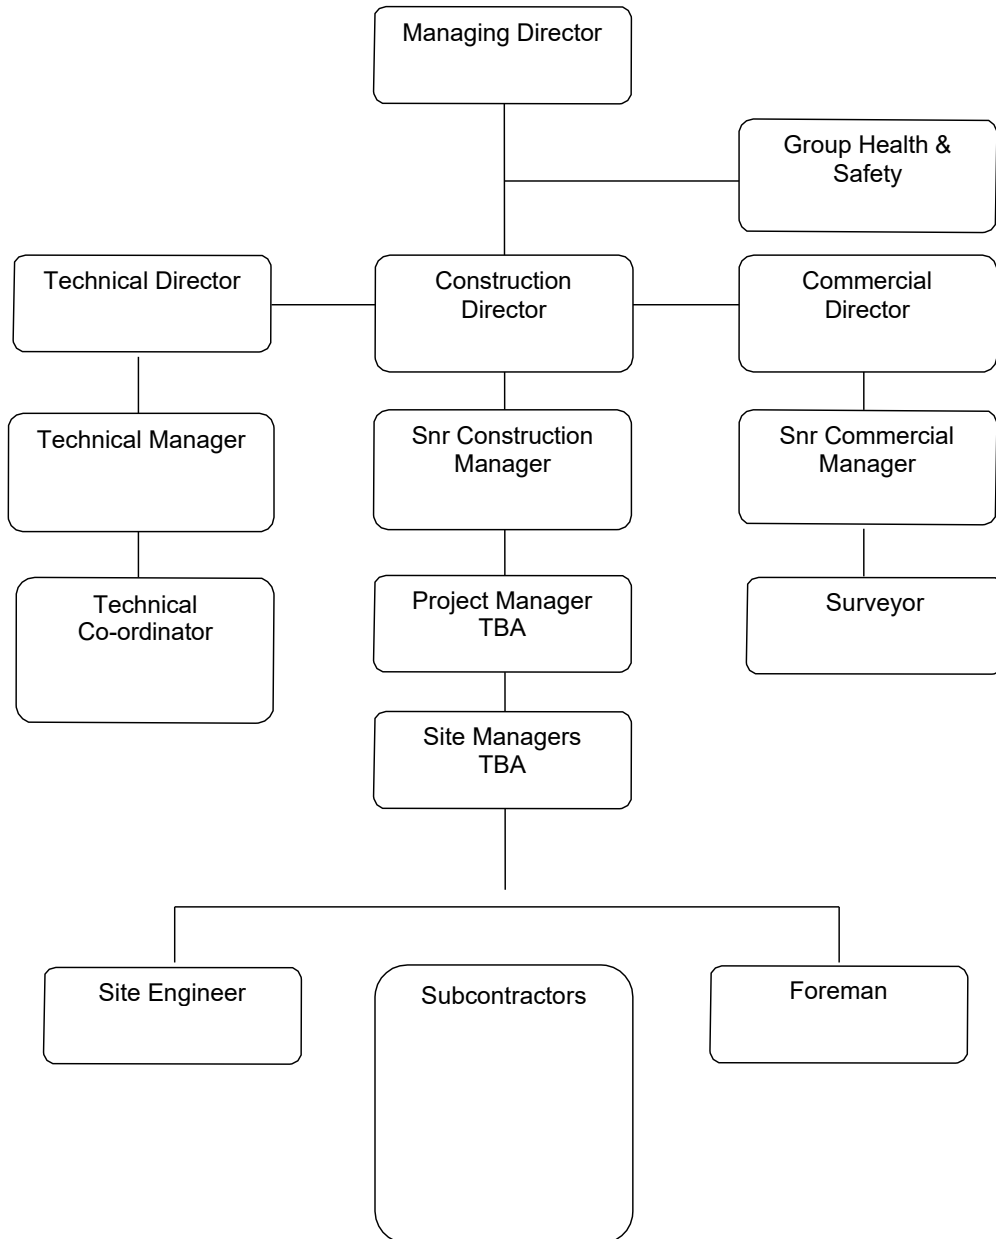 Managing Director
Group Health &
Safety
Technical Director
Construction
Director
Commercial
Director
Technical Manager
Snr Construction
Manager
Snr Commercial
Manager
Technical
Co-ordinator
Project Manager
TBA
Surveyor
Site Managers
TBA
Site Engineer
Subcontractors
Foreman